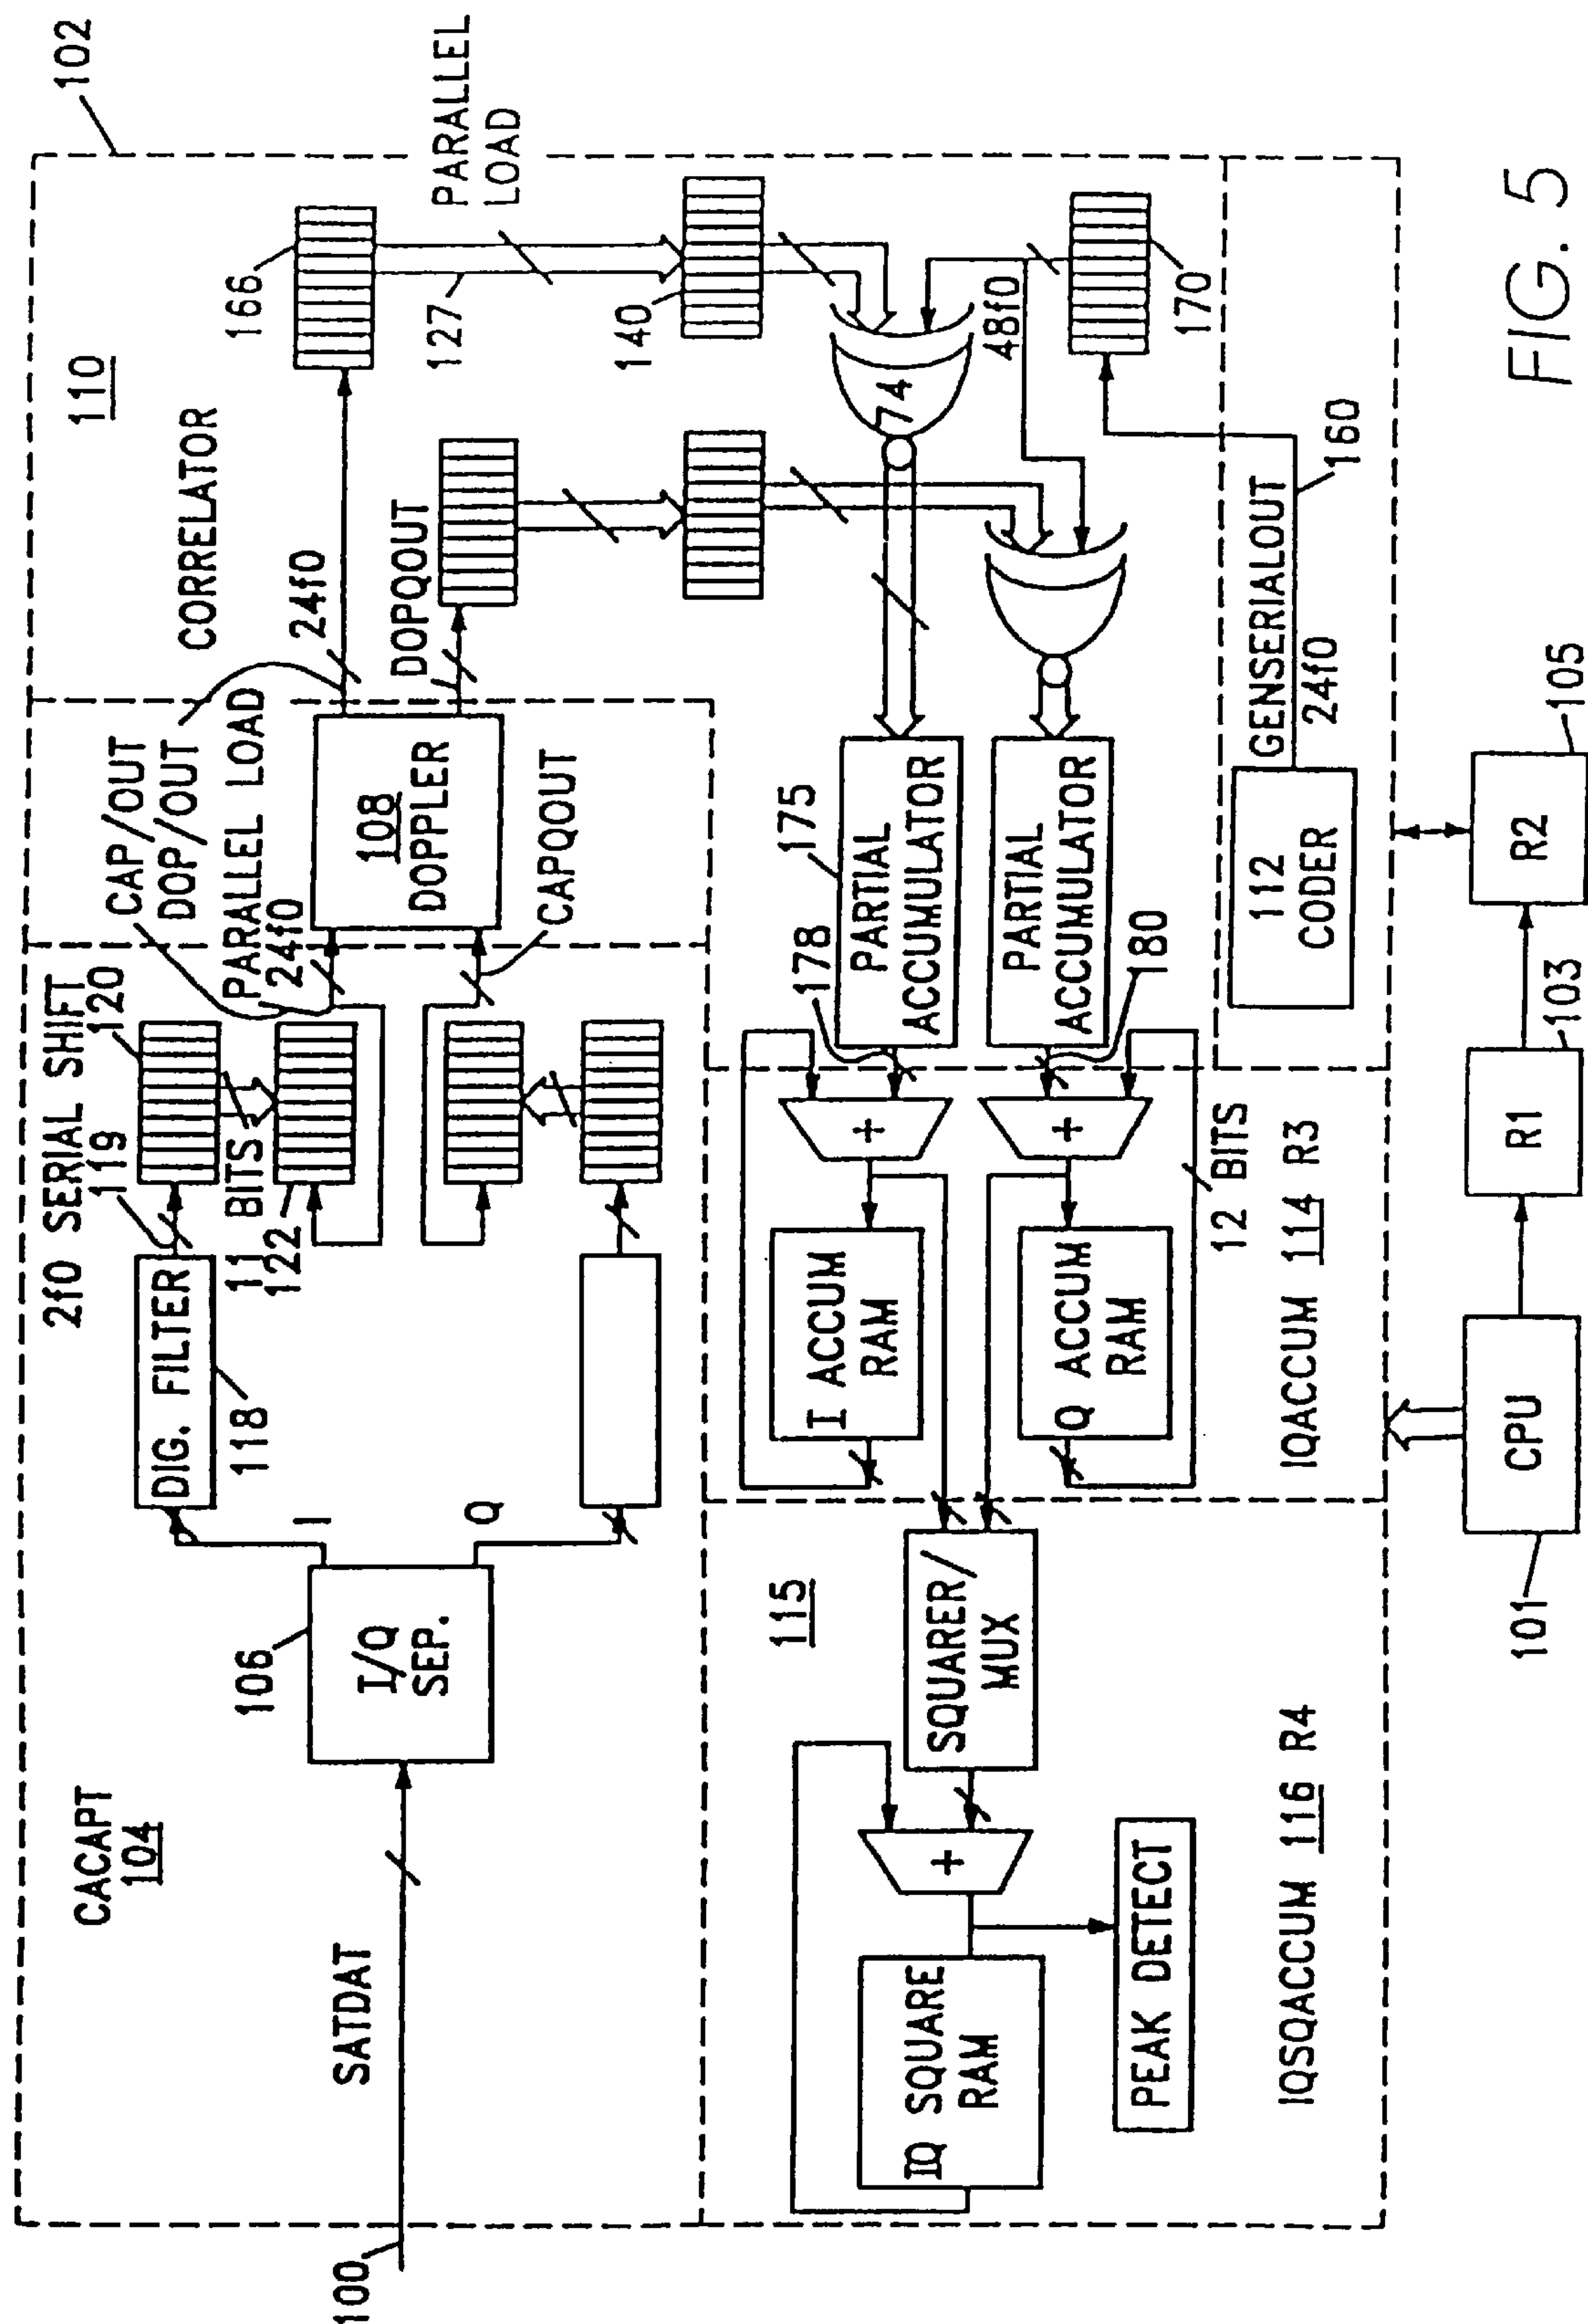 100
SATDAT
CACAPT
104
106
I/Q
SEP.
I
Q
DIG. FILTER
118
2f0 SERIAL SHIFT
119
120
11
BITS
122
CAP/OUT
DOP/OUT
PARALLEL LOAD
24f0
CAPQOUT
108
DOPPLER
CORRELATOR
24f0
DOPQOUT
110
166
127
PARALLEL
LOAD
102
140
74
48f0
170
175
PARTIAL
ACCUMULATOR
PARTIAL
ACCUMULATOR
178
180
112
CODER
GENSERIALOUT
24f0
160
+
+
I ACCUM
RAM
Q ACCUM
RAM
12 BITS
IQACCUM 114 R3
115
SQUARER/
MUX
+
IQ SQUARE
RAM
PEAK DETECT
IQSQACCUM 116 R4
CPU
101
R1
103
R2
105
FIG. 5